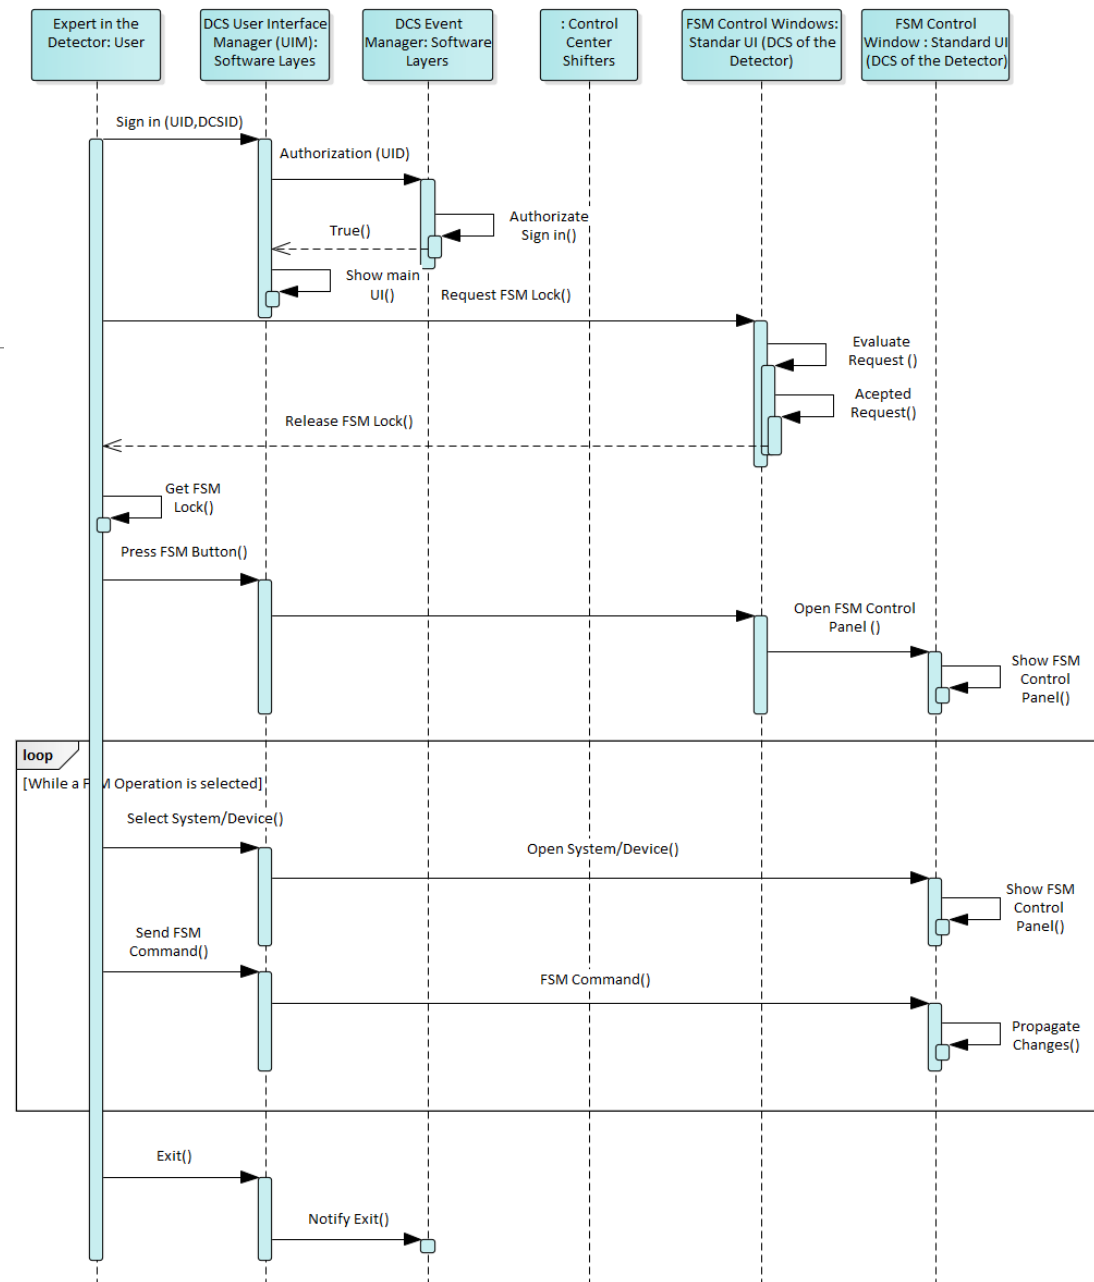 Expert in the
Detector: User
DCS User Interface
Manager (UIM):
Software Layes
DCS Event
Manager: Software
Layers
: Control
Center
Shifters
FSM Control Windows:
Standar UI (DCS of the
Detector)
FSM Control
Window : Standard UI
(DCS of the Detector)
Sign in (UID,DCSID)
Authorization (UID)
Authorizate
Sign in()
True()
Show main
UI()
Request FSM Lock()
Evaluate
Request ()
Acepted
Request()
Release FSM Lock()
Get FSM
Lock()
Press FSM Button()
Open FSM Control
Panel ()
Show FSM
Control
Panel()
loop
[While a FSM Operation is selected]
Select System/Device()
Open System/Device()
Show FSM
Control
Panel()
Send FSM
Command()
FSM Command()
Propagate
Changes()
Exit()
Notify Exit()